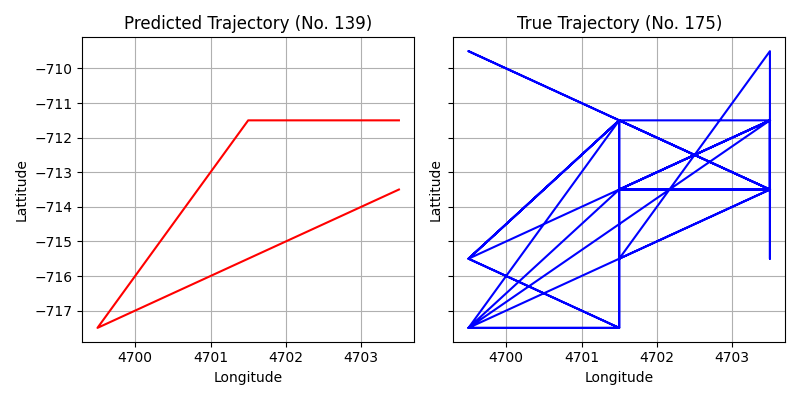 Predicted Trajectory (No. 139)
Lattitude
−710
−711
−712
−713
−714
−715
−716
−717
4700
4701
4702
4703
Longitude
True Trajectory (No. 175)
Lattitude
4700
4701
4702
4703
Longitude